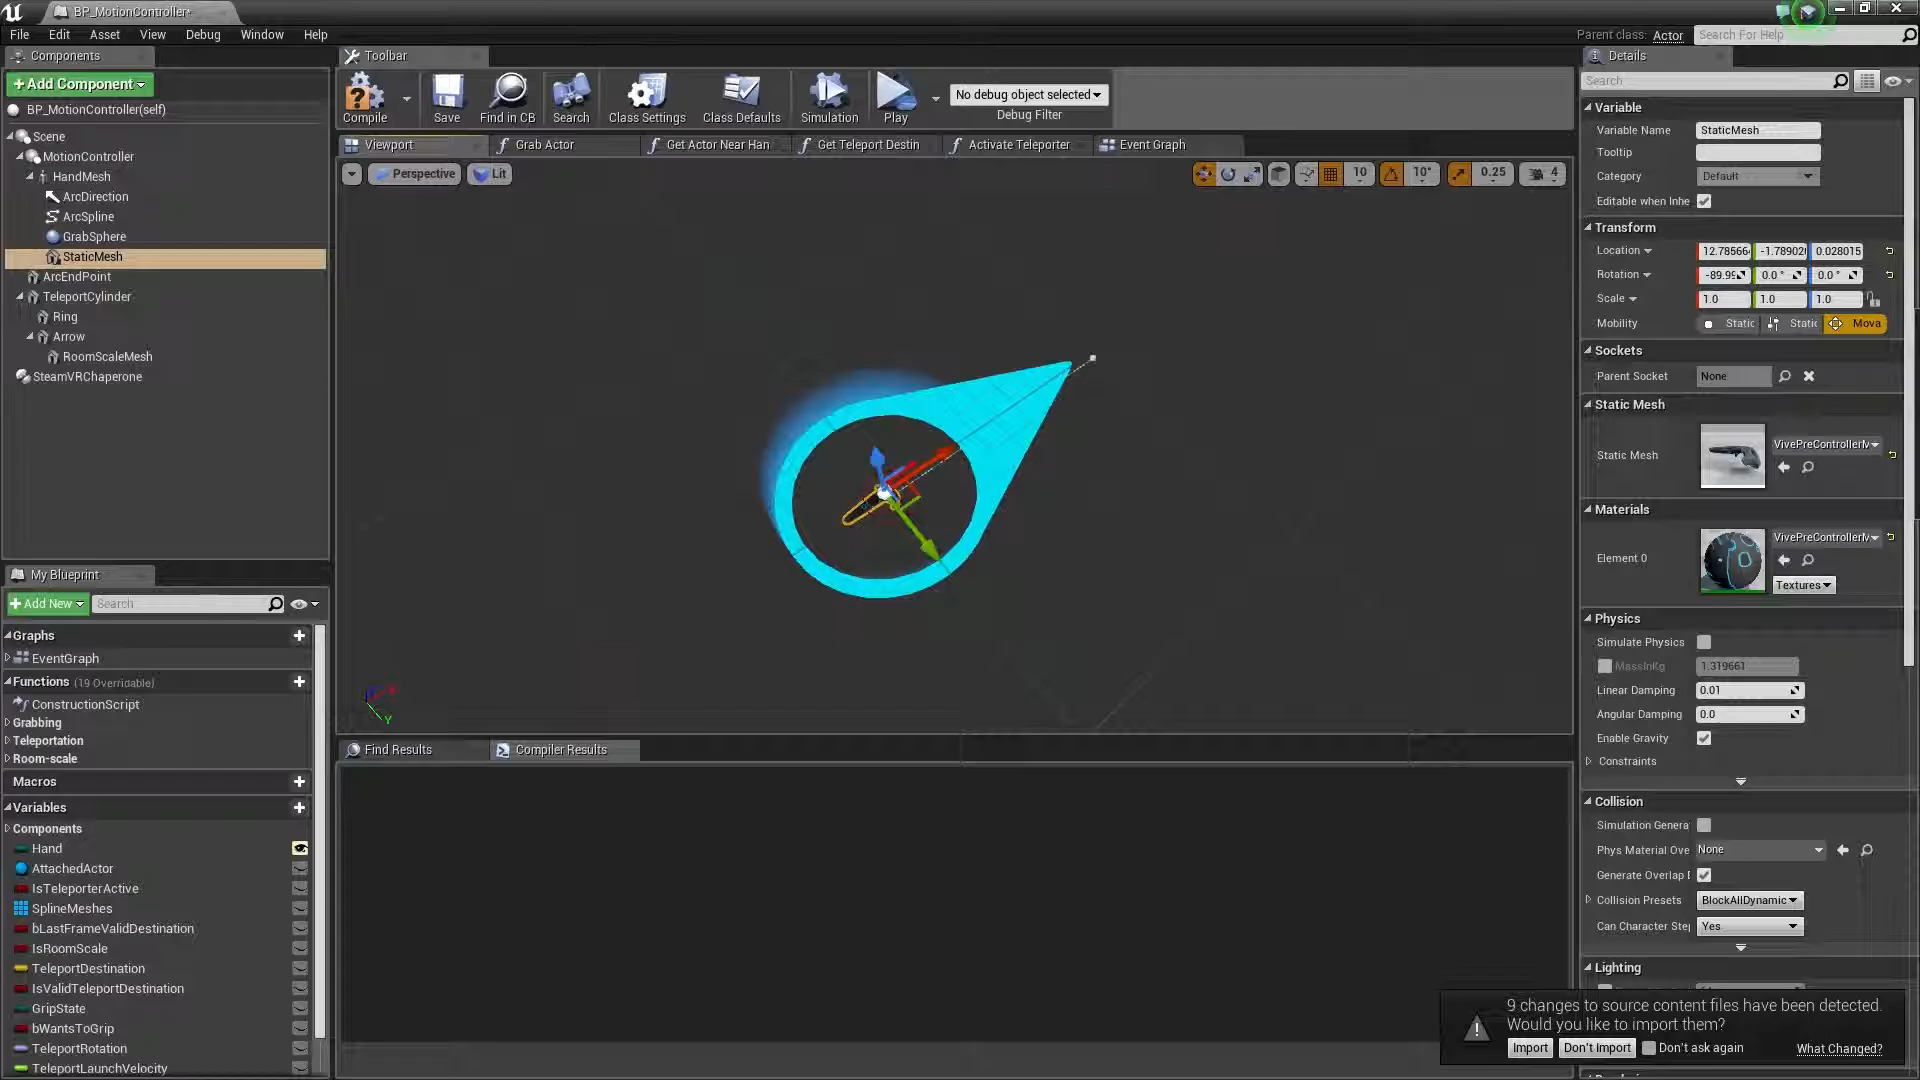 BP_MotionController*
File Edit Asset View Debug Window Help
Parent class: Actor
Search For Help
Components
+ Add Component
BP_MotionController(self)
Scene
MotionController
HandMesh
ArcDirection
ArcSpline
GrabSphere
StaticMesh
ArcEndPoint
TeleportCylinder
Ring
Arrow
RoomScaleMesh
SteamVRChaperone
My Blueprint
+ Add New
Search
Graphs
EventGraph
Functions (19 Overridable)
ConstructionScript
Grabbing
Teleportation
Room-scale
Macros
Variables
Components
Hand
AttachedActor
IsTeleporterActive
SplineMeshes
bLastFrameValidDestination
IsRoomScale
TeleportDestination
IsValidTeleportDestination
GripState
bWantsToGrip
TeleportRotation
TeleportLaunchVelocity
Toolbar
Compile
Save
Find in CB
Search
Class Settings
Class Defaults
Simulation
Play
No debug object selected
Debug Filter
Viewport
Grab Actor
Get Actor Near Han
Get Teleport Destin
Activate Teleporter
Event Graph
Perspective
Lit
10
10°
0.25
4
Y
Find Results
Compiler Results
Details
Search
Variable
Variable Name StaticMesh
Tooltip
Category Default
Editable when Inhe
Transform
Location 12.78566 -1.78902 0.028015
Rotation -89.99 0.0 ° 0.0 °
Scale 1.0 1.0 1.0
Mobility Static Static Mova
Sockets
Parent Socket None
Static Mesh
Static Mesh
VivePreControllerM
Materials
Element 0
VivePreControllerM
Textures
Physics
Simulate Physics
MassInKg 1.319661
Linear Damping 0.01
Angular Damping 0.0
Enable Gravity
Constraints
Collision
Simulation Genera
Phys Material Ove None
Generate Overlap E
Collision Presets BlockAllDynamic
Can Character Step Yes
Lighting
9 changes to source content files have been detected.
Would you like to import them?
Import
Don't Import
Don't ask again
What Changed?